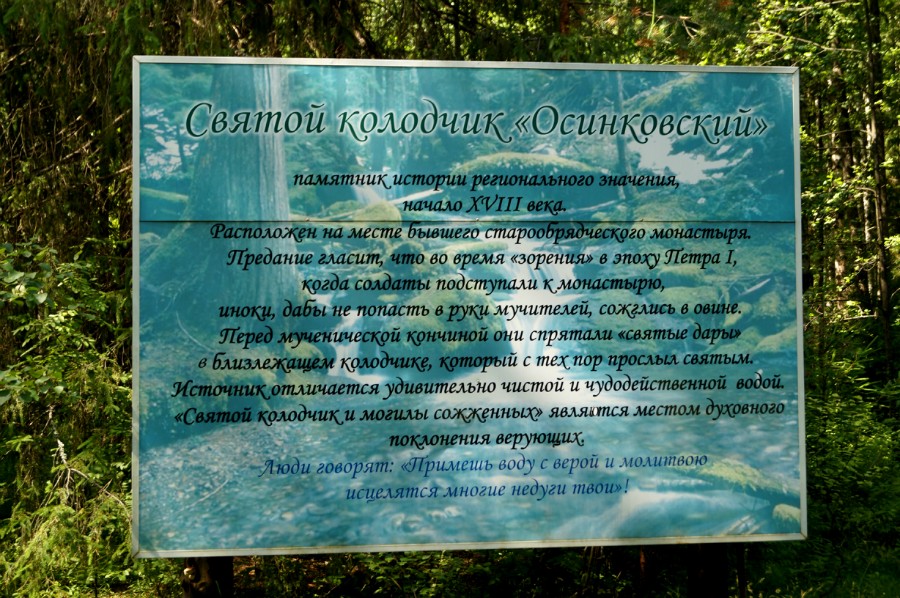 Святой колодчик «Осинковский»
памятник истории регионального значения,
начало XVIII века.
Расположен на месте бывшего старообрядческого монастыря.
Предание гласит, что во время «зорения» в эпоху Петра I,
когда солдаты подступали к монастырю,
иноки, дабы не попасть в руки мучителей, сожглись в овине.
Перед мученической кончиной они спрятали «святые дары»
в близлежащем колодчике, который с тех пор прослыл святым.
Источник отличается удивительно чистой и чудодейственной водой.
«Святой колодчик и могилы сожженных» являются местом духовного
поклонения верующих.
Люди говорят: «Примешь воду с верой и молитвою
исцелятся многие недуги твои»!